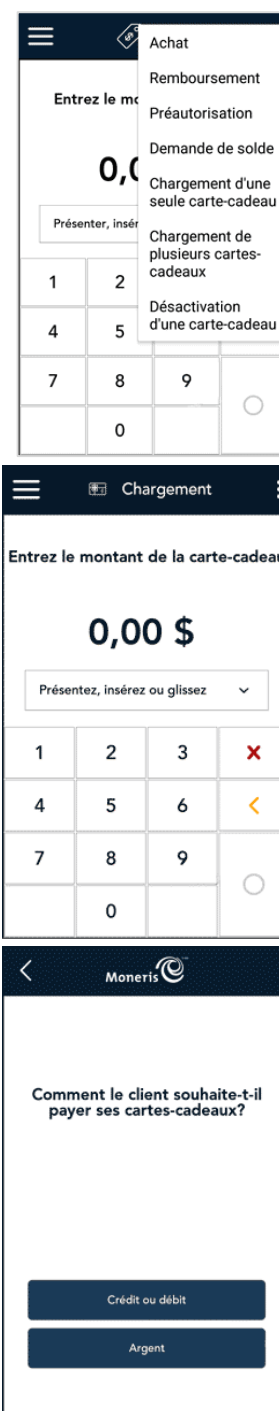 Achat
Remboursement
Entrez le mo
Préautorisation
Demande de solde
0,0
Chargement d'une
seule carte-cadeau
Présenter, insér
Chargement de
plusieurs cartes-
cadeaux
Désactivation
d'une carte-cadeau
1 2
4 5
7 8 9
0
Chargement
Entrez le montant de la carte-cadeau
0,00 $
Présentez, insérez ou glissez
1 2 3
4 5 6
7 8 9
0
Moneris
Comment le client souhaite-t-il
payer ses cartes-cadeaux?
Crédit ou débit
Argent